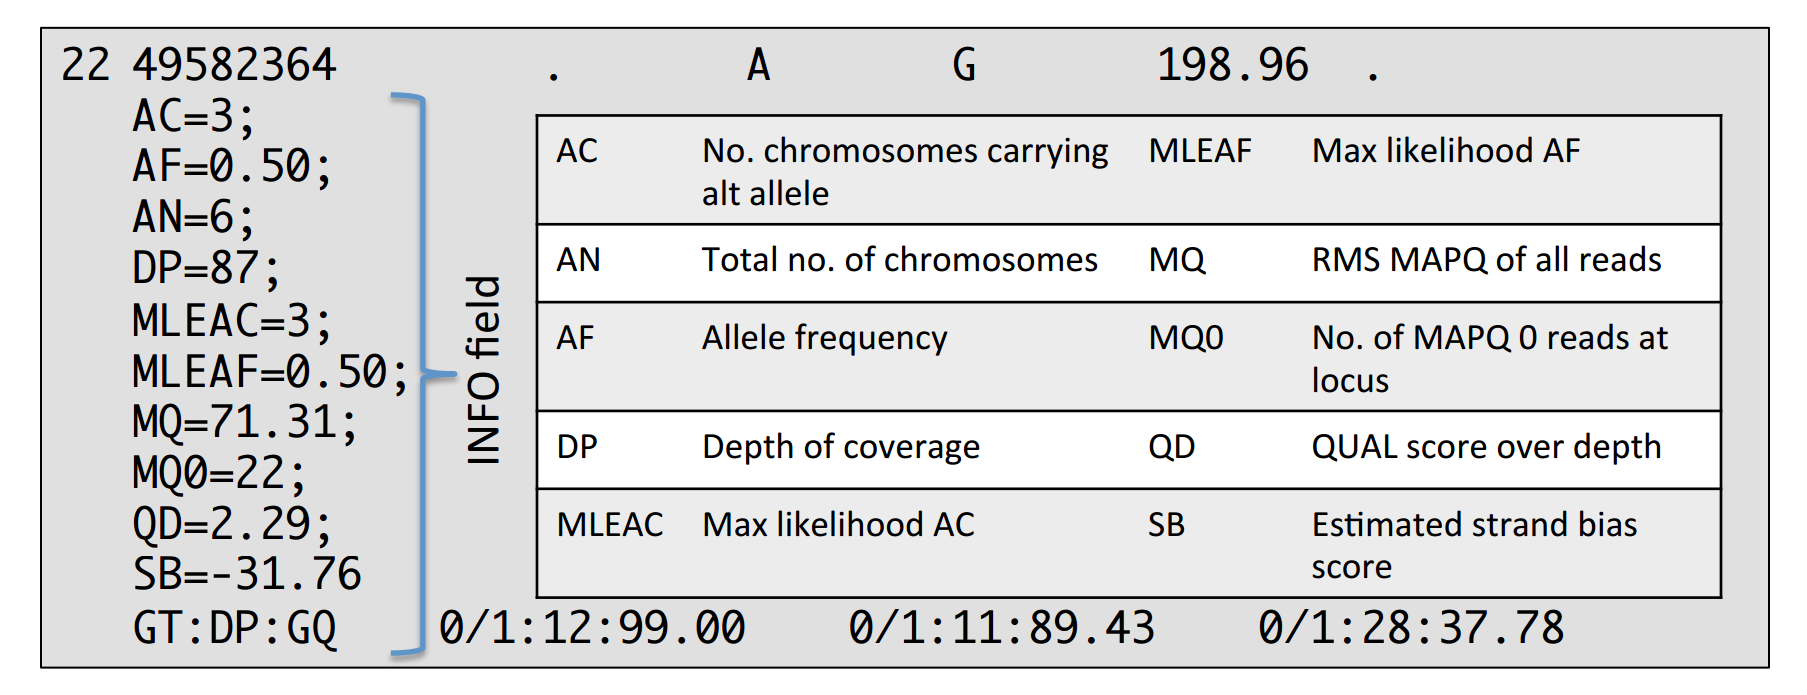 22 49582364 . A G 198.96 .
AC=3;
AF=0.50;
AN=6;
DP=87;
MLEAC=3;
MLEAF=0.50;
MQ=71.31;
MQ0=22;
QD=2.29;
SB=-31.76
GT:DP:GQ 0/1:12:99.00 0/1:11:89.43 0/1:28:37.78
INFO field
AC No. chromosomes carrying MLEAF Max likelihood AF
alt allele
AN Total no. of chromosomes MQ RMS MAPQ of all reads
AF Allele frequency MQ0 No. of MAPQ 0 reads at
locus
DP Depth of coverage QD QUAL score over depth
MLEAC Max likelihood AC SB Estimated strand bias
score